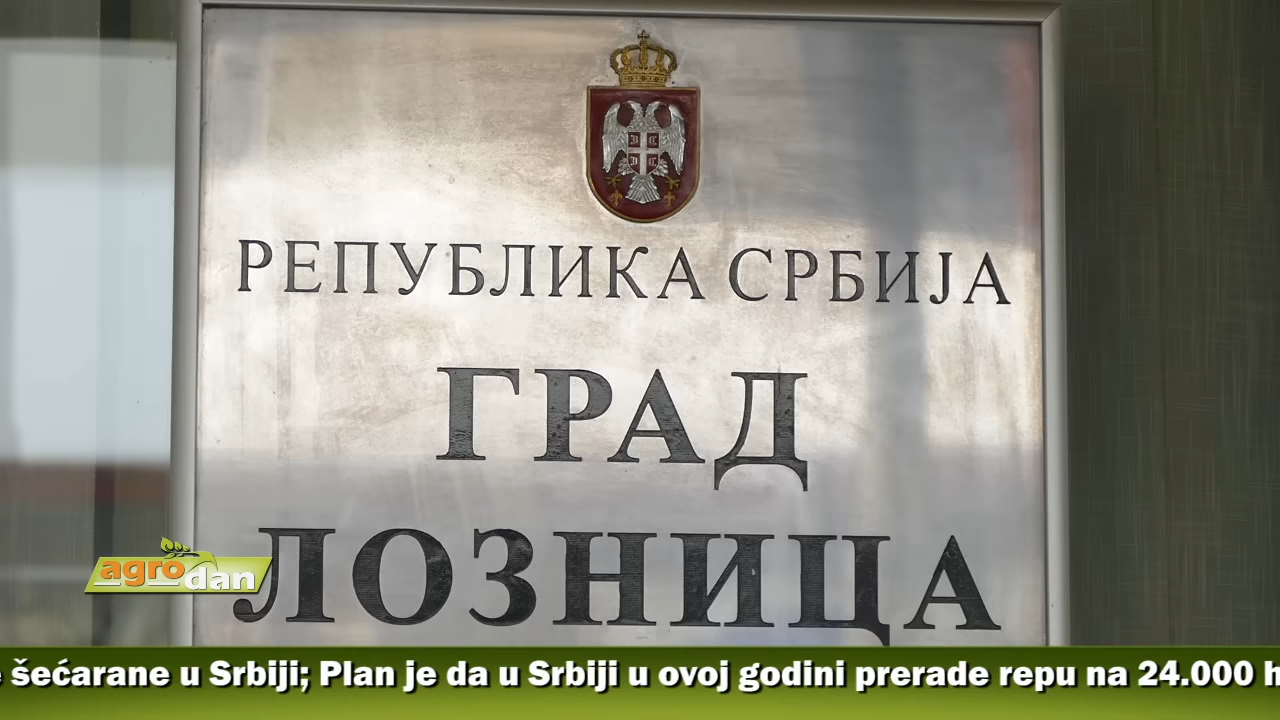 РЕПУБЛИКА СРБИЈА
ГРАД
ЛОЗНИЦА
agro
dan
šećarane u Srbiji; Plan je da u Srbiji u ovoj godini prerade repu na 24.000